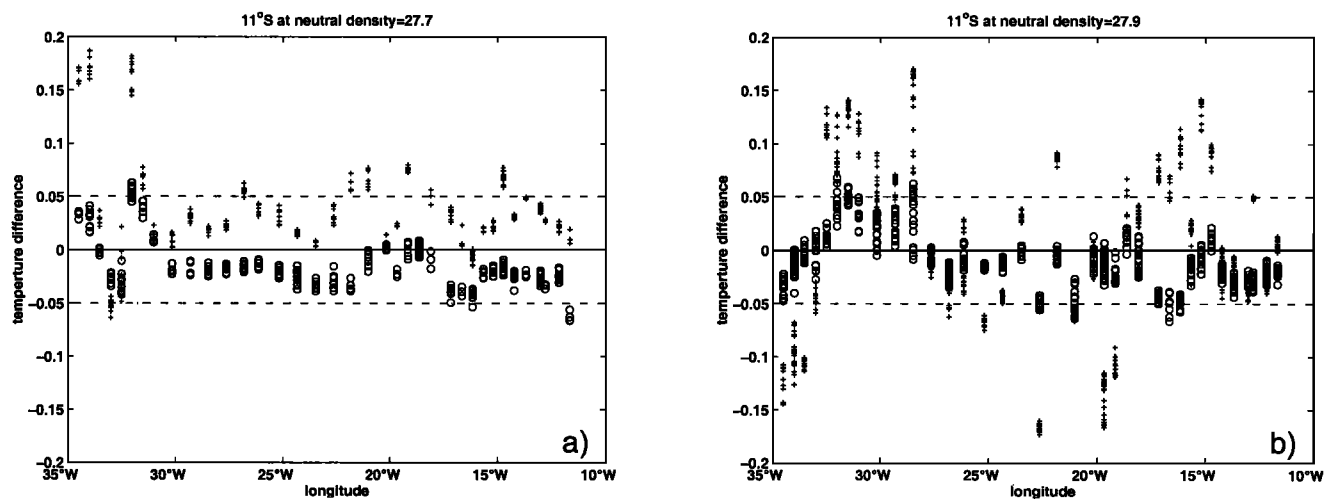 11°S at neutral density=27.7
0.2
0.15
0.1
0.05
0
−0.05
−0.1
−0.15
−0.2
temperture difference
35°W
30°W
25°W
20°W
15°W
10°W
longitude
a)
11°S at neutral density=27.9
0.2
0.15
0.1
0.05
0
−0.05
−0.1
−0.15
−0.2
temperture difference
35°W
30°W
25°W
20°W
15°W
10°W
longitude
b)